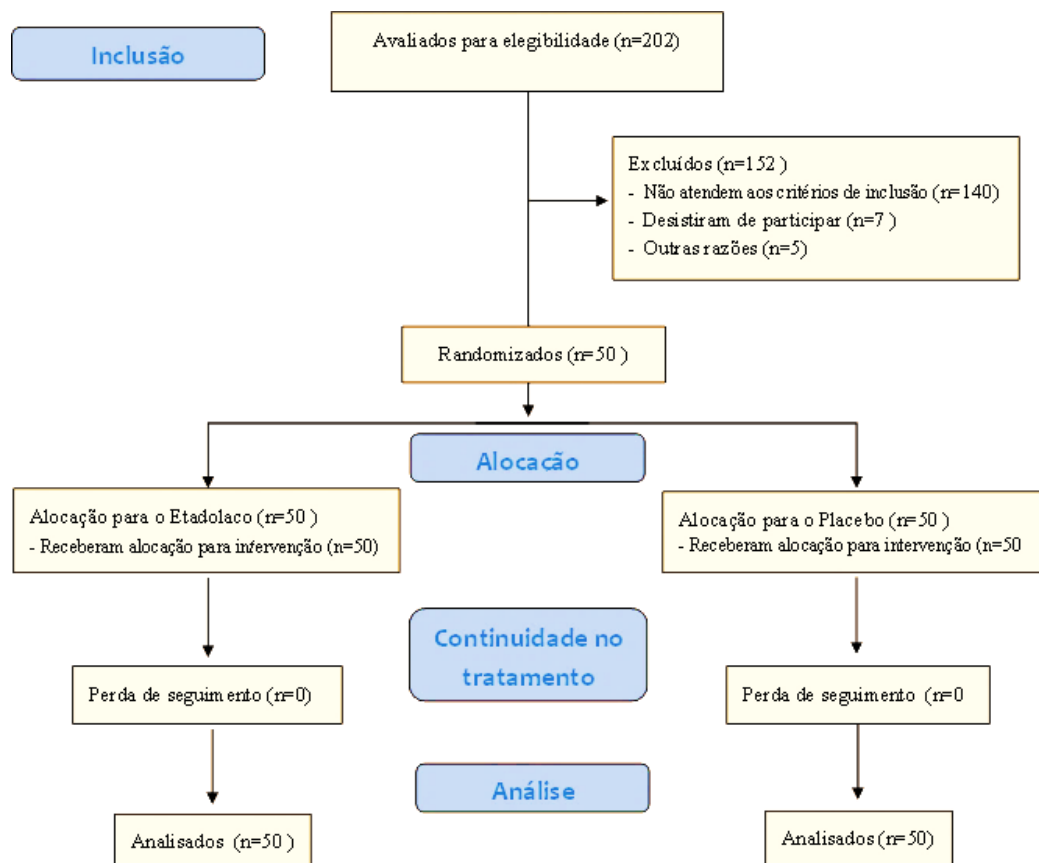 Inclusão
Avaliados para elegibilidade (n=202)
Excluídos (n=152 )
- Não atendem aos critérios de inclusão (n=140)
- Desistiram de participar (n=7 )
- Outras razões (n=5)
Randomizados (n=50 )
Alocação
Alocação para o Etadolaco (n=50 )
- Receberam alocação para intervenção (n=50)
Alocação para o Placebo (n=50 )
- Receberam alocação para intervenção (n=50
Continuidade no
tratamento
Perda de seguimento (n=0)
Perda de seguimento (n=0
Análise
Analisados (n=50 )
Analisados (n=50)